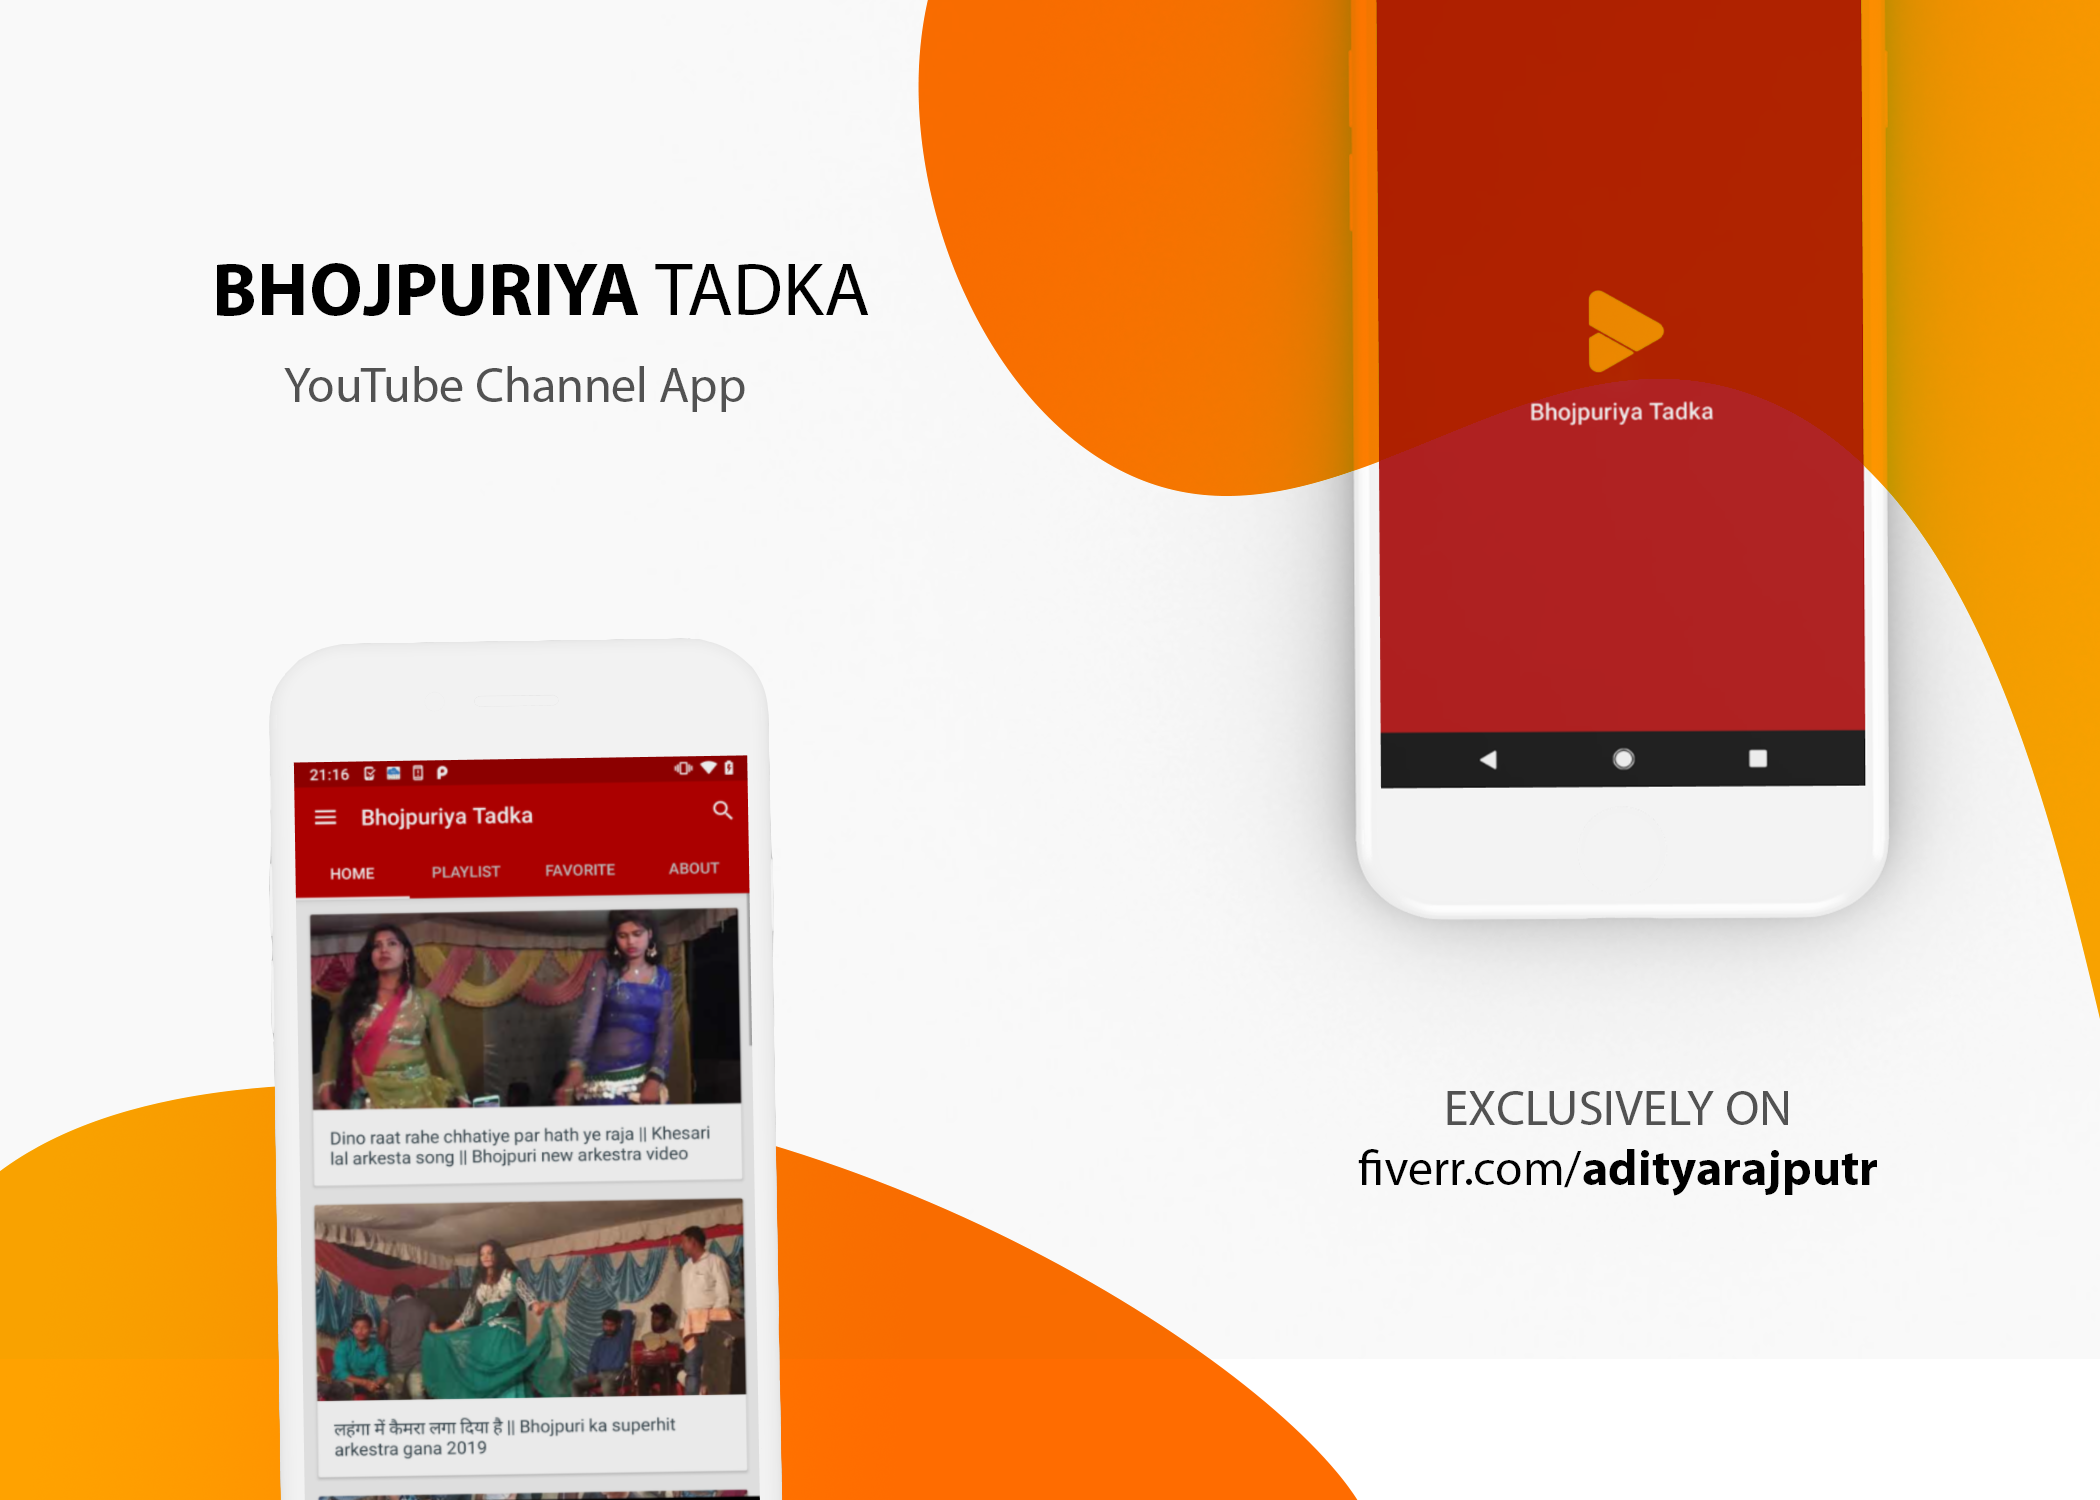 BHOJPURIYA TADKA
YouTube Channel App
Bhojpuriya Tadka
21:16
Bhojpuriya Tadka
HOME PLAYLIST FAVORITE ABOUT
Dino raat rahe chhatiye par hath ye raja || Khesari
lal arkesta song || Bhojpuri new arkestra video
लहंगा में कैमरा लगा दिया है || Bhojpuri ka superhit
arkestra gana 2019
EXCLUSIVELY ON
fiverr.com/adityarajputr